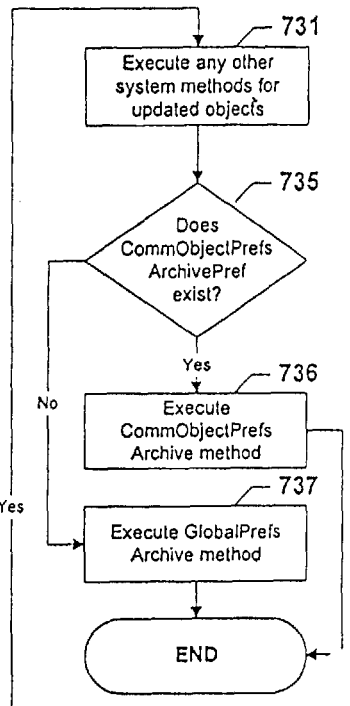 731
Execute any other
system methods for
updated objects
735
Does
CommObjectPrefs
ArchivePref
exist?
Yes
736
No
Execute
CommObjectPrefs
Archive method
737
Yes
Execute GlobalPrefs
Archive method
END